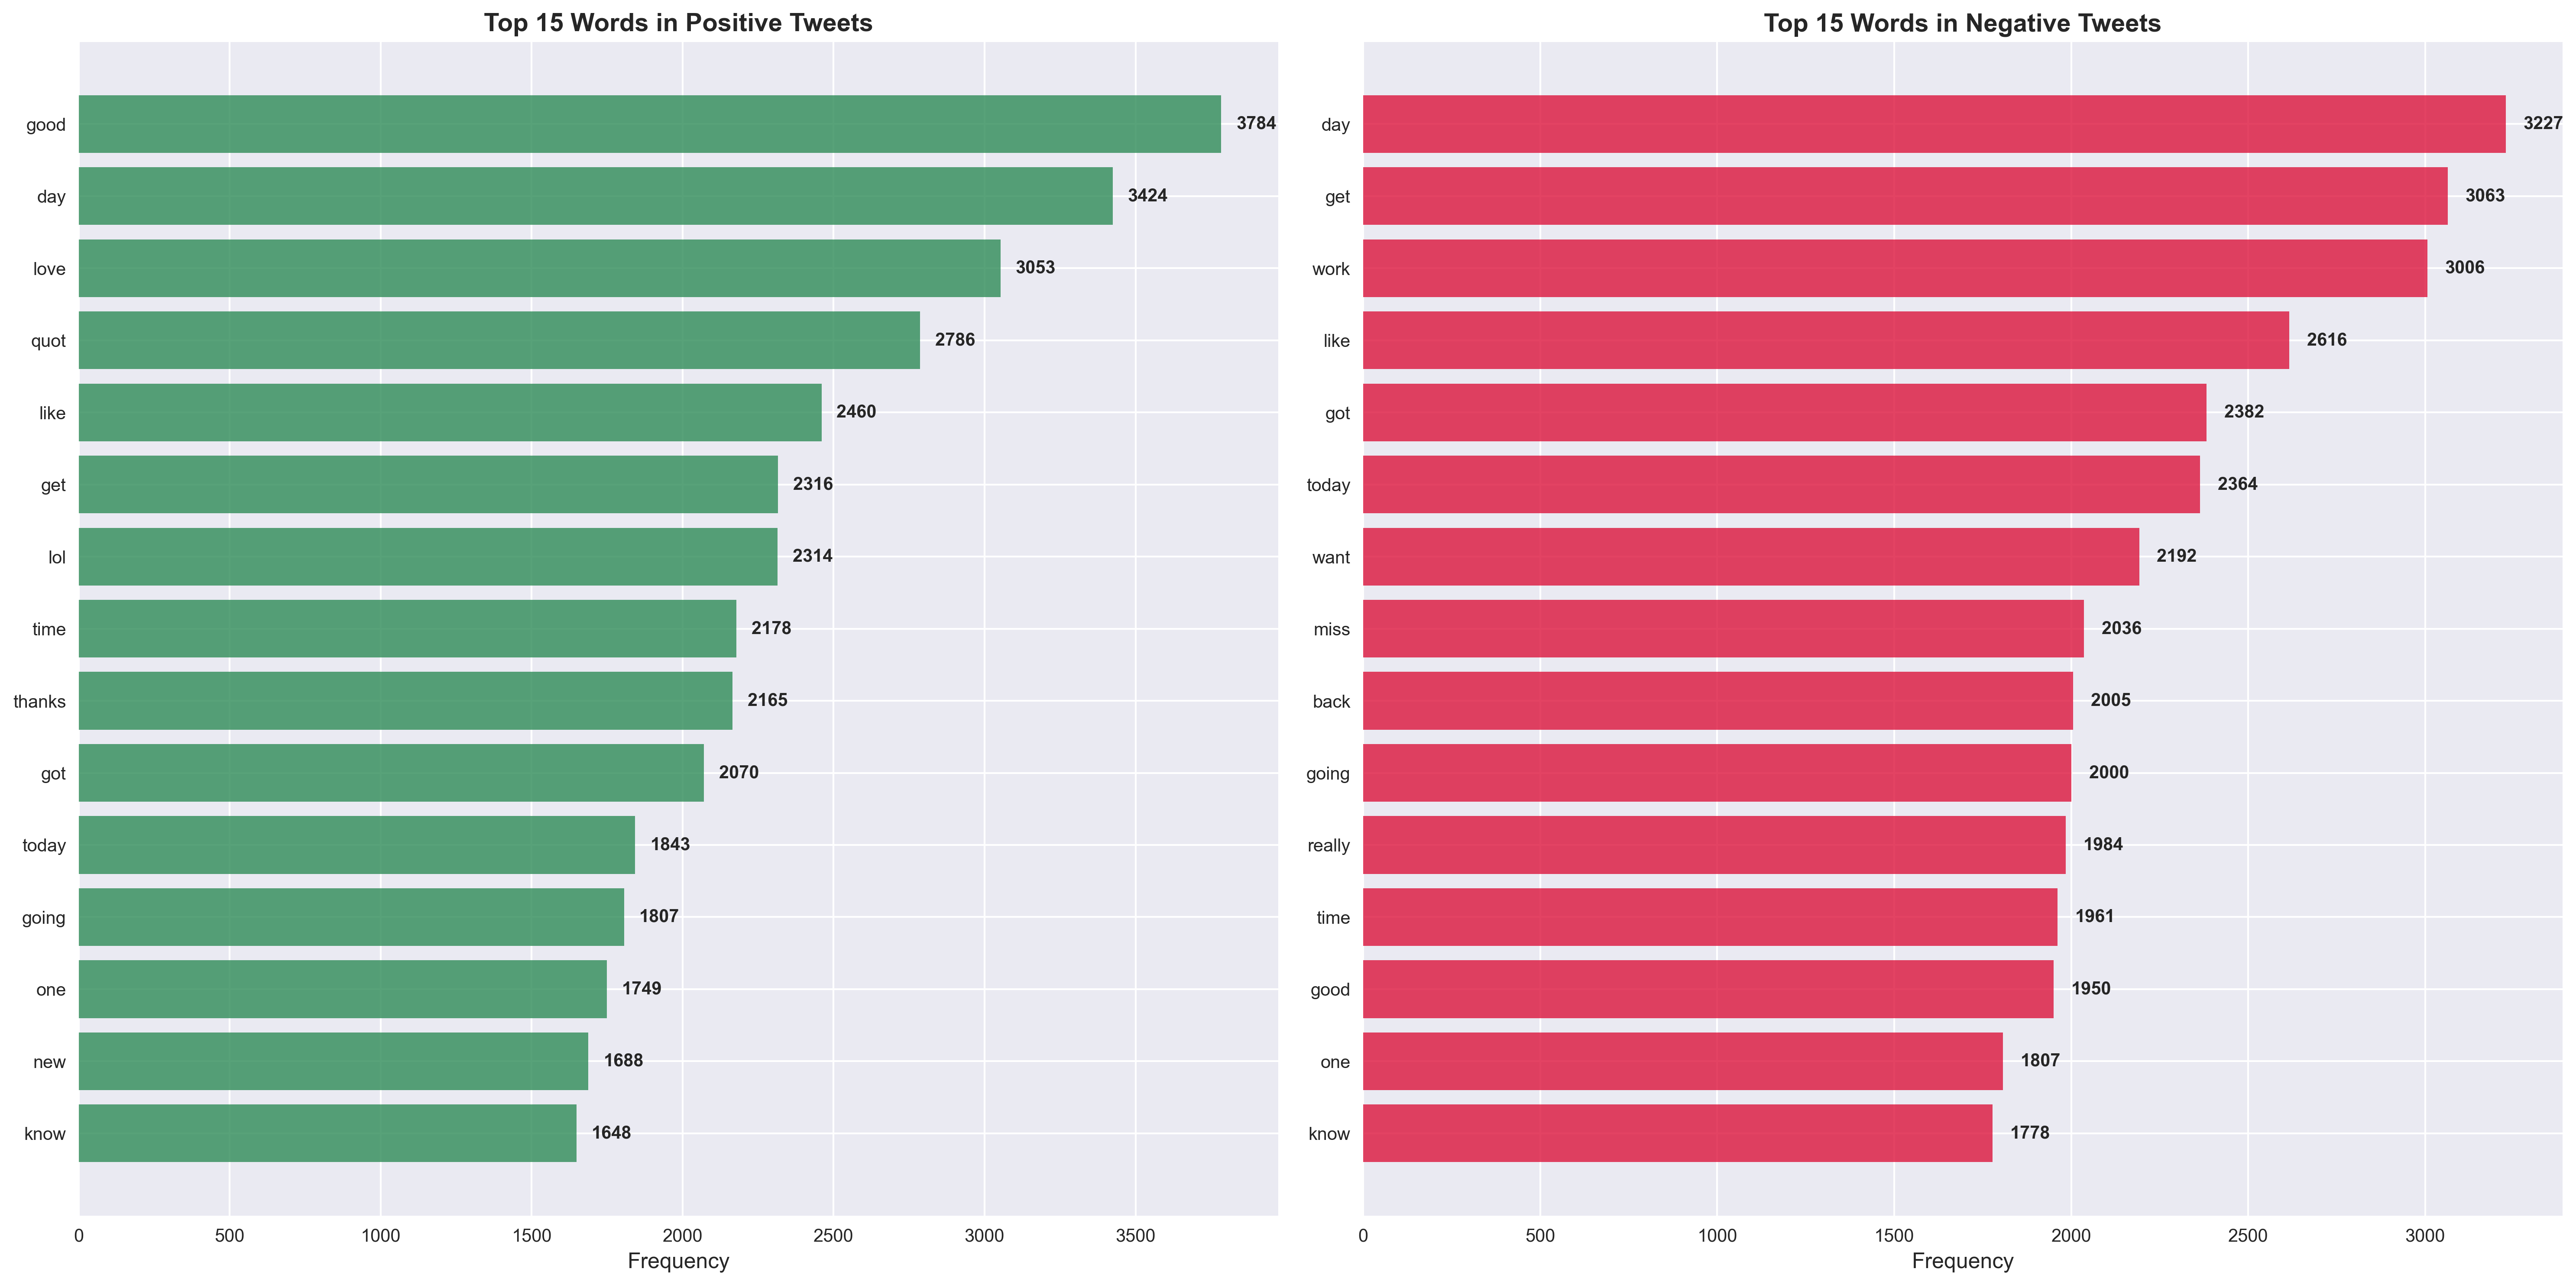 Top 15 Words in Positive Tweets
good 3784
day 3424
love 3053
quot 2786
like 2460
get 2316
lol 2314
time 2178
thanks 2165
got 2070
today 1843
going 1807
one 1749
new 1688
know 1648
0 500 1000 1500 2000 2500 3000 3500
Frequency
Top 15 Words in Negative Tweets
day 3227
get 3063
work 3006
like 2616
got 2382
today 2364
want 2192
miss 2036
back 2005
going 2000
really 1984
time 1961
good 1950
one 1807
know 1778
0 500 1000 1500 2000 2500 3000
Frequency